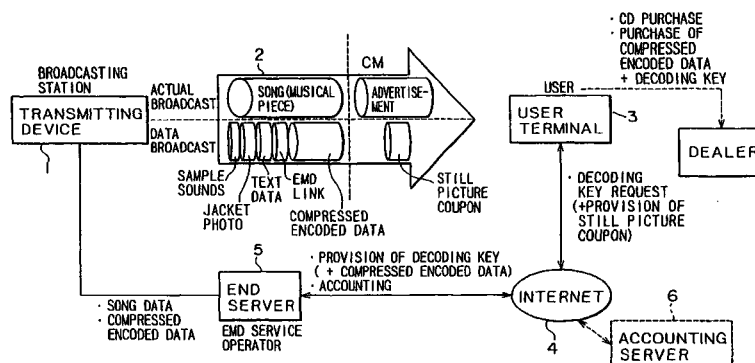 · CD PURCHASE
· PURCHASE OF
COMPRESSED
ENCODED DATA
+ DECODING KEY
2
CM
BROADCASTING
STATION
ACTUAL
BROADCAST
SONG(MUSICAL
PIECE)
ADVERTISE-
MENT
USER
TRANSMITTING
DEVICE
USER
TERMINAL
3
DATA
BROADCAST
1
DEALER
SAMPLE
SOUNDS
JACKET
PHOTO
TEXT
DATA
EMD
LINK
COMPRESSED
ENCODED DATA
STILL
PICTURE
COUPON
· DECODING
KEY REQUEST
(+PROVISION OF
STILL PICTURE
COUPON)
5
· PROVISION OF DECODING KEY
( + COMPRESSED ENCODED DATA)
· ACCOUNTING
END
SERVER
INTERNET
4
6
· SONG DATA
· COMPRESSED
ENCODED DATA
EMD SERVICE
OPERATOR
ACCOUNTING
SERVER